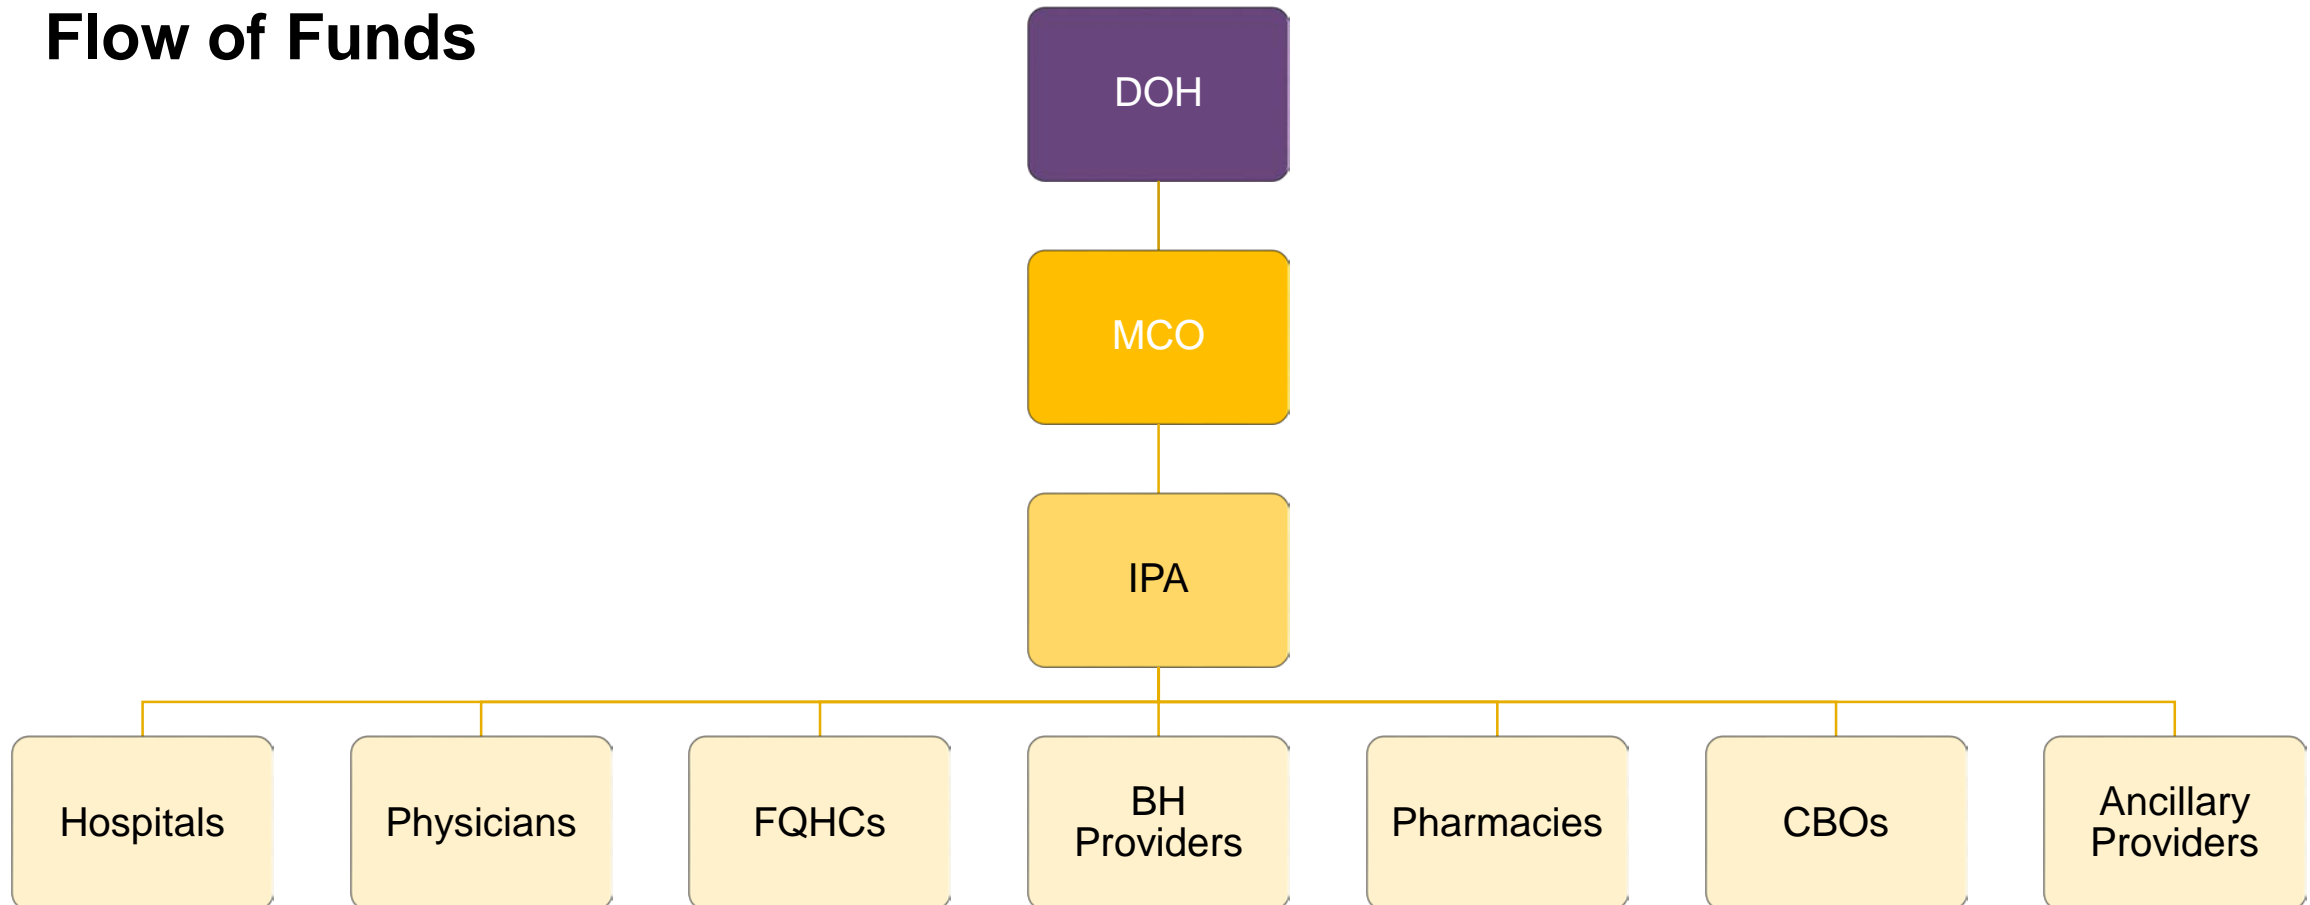 Flow of Funds
DOH
MCO
IPA
Hospitals
Physicians
FQHCs
BH
Providers
Pharmacies
CBOs
Ancillary
Providers